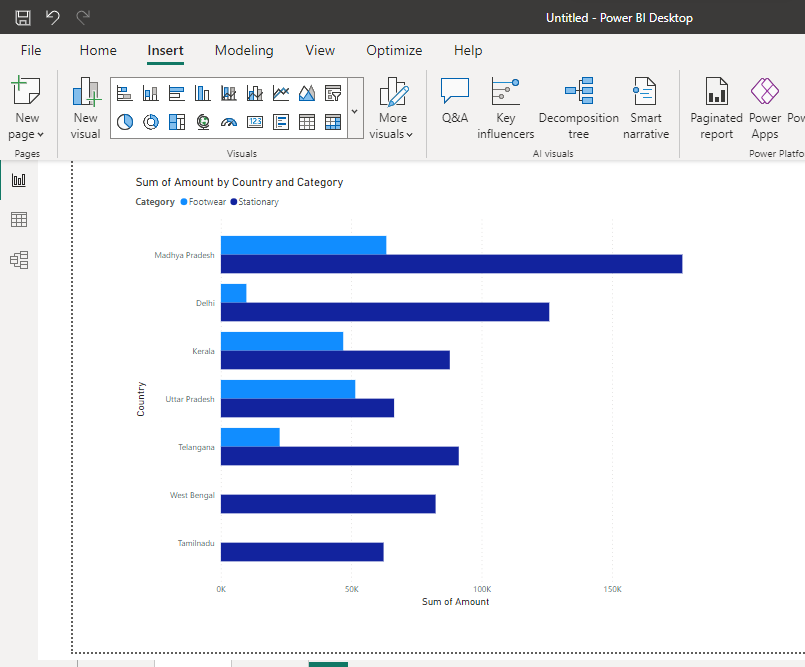 Untitled - Power BI Desktop
File Home Insert Modeling View Optimize Help
New page
New visual
More visuals
Q&A
Key influencers
Decomposition tree
Smart narrative
Paginated report
Power Apps
Pow
Pages
Visuals
AI visuals
Power Platfo
123
Sum of Amount by Country and Category
Category Footwear Stationary
Country
Madhya Pradesh
Delhi
Kerala
Uttar Pradesh
Telangana
West Bengal
Tamilnadu
0K 50K 100K 150K
Sum of Amount